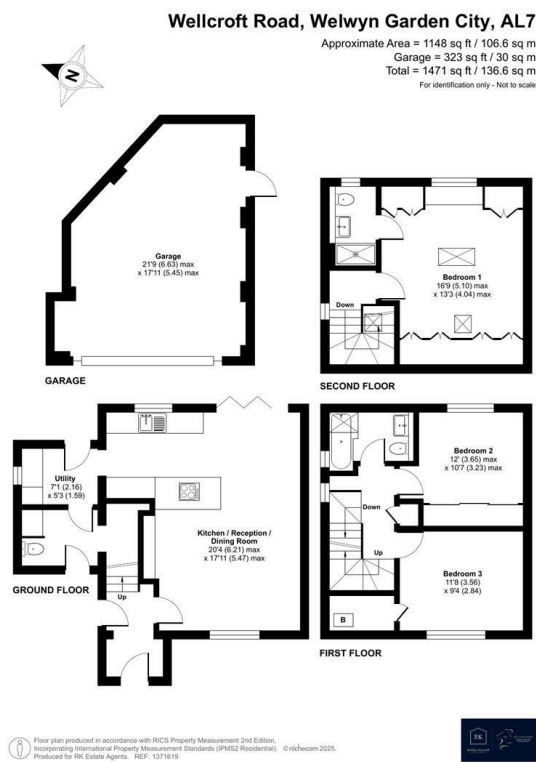 Wellcroft Road, Welwyn Garden City, AL7
Approximate Area = 1148 sq ft / 106.6 sq m
Garage = 323 sq ft / 30 sq m
Total = 1471 sq ft / 136.6 sq m
For identification only - Not to scale
N
Garage
21'9 (6.63) max
x 17'11 (5.45) max
GARAGE
Down
Bedroom 1
16'9 (5.10) max
x 13'3 (4.04) max
SECOND FLOOR
Utility
7'1 (2.16)
x 5'3 (1.59)
Kitchen / Reception /
Dining Room
20'4 (6.21) max
x 17'11 (5.47) max
Up
GROUND FLOOR
Bedroom 2
12' (3.65) max
x 10'7 (3.23) max
Down
Up
Bedroom 3
11'8 (3.56)
x 9'4 (2.84)
B
FIRST FLOOR
Floor plan produced in accordance with RICS Property Measurement 2nd Edition,
Incorporating International Property Measurement Standards (IPMS2 Residential). ©nichecom 2025.
Produced for RK Estate Agents. REF: 1371619